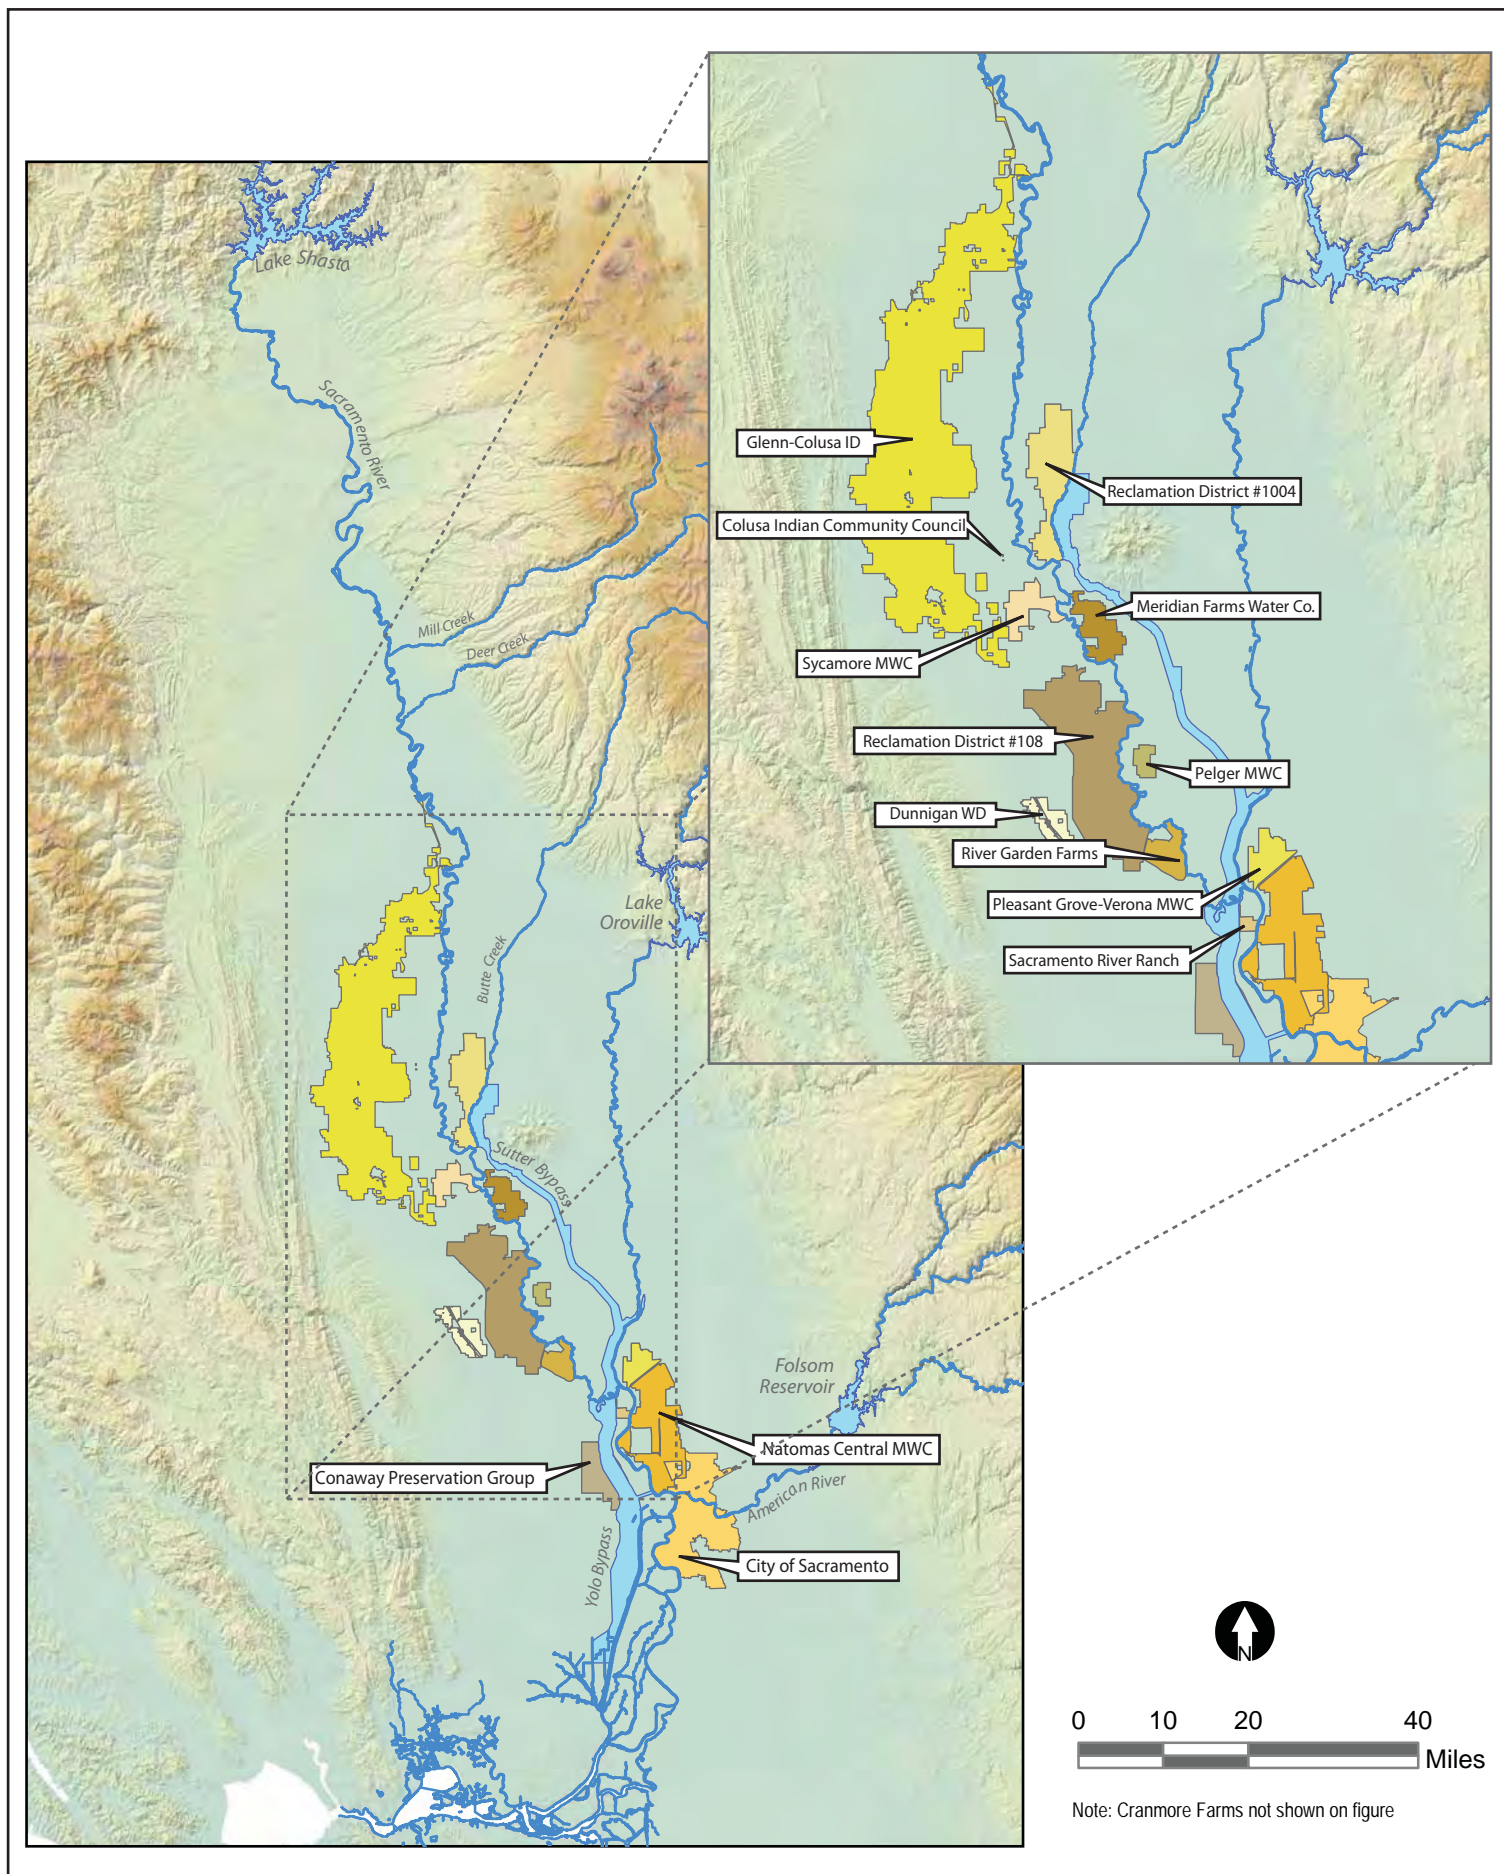 Lake Shasta
Sacramento River
Mill Creek
Deer Creek
Butte Creek
Lake
Oroville
Sutter Bypass
Folsom
Reservoir
Natomas Central MWC
Conaway Preservation Group
American River
Yolo Bypass
City of Sacramento
Glenn-Colusa ID
Reclamation District #1004
Colusa Indian Community Council
Meridian Farms Water Co.
Sycamore MWC
Reclamation District #108
Pelger MWC
Dunnigan WD
River Garden Farms
Pleasant Grove-Verona MWC
Sacramento River Ranch
N
0 10 20 40
Miles
Note: Cranmore Farms not shown on figure